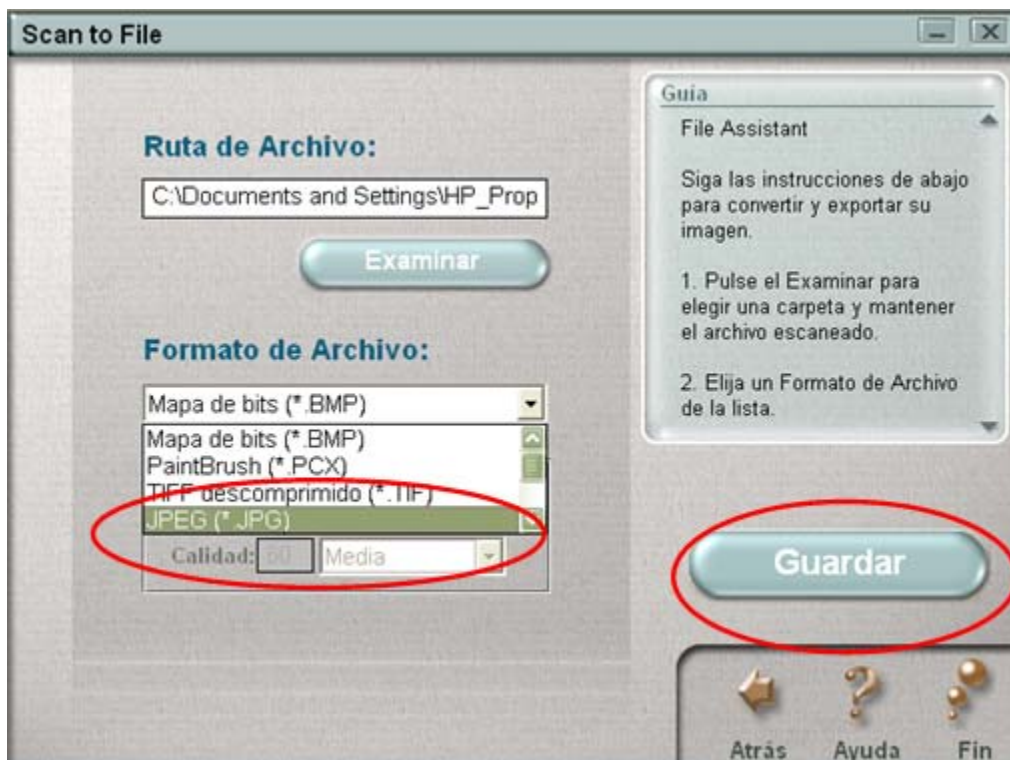 Scan to File
Ruta de Archivo:
C:\Documents and Settings\HP_Prop
Examinar
Formato de Archivo:
Mapa de bits (*.BMP)
Mapa de bits (*.BMP)
PaintBrush (*.PCX)
TIFF descomprimido (*.TIF)
JPEG (*.JPG)
Calidad:
Media
Guía
File Assistant
Siga las instrucciones de abajo
para convertir y exportar su
imagen.
1. Pulse el Examinar para
elegir una carpeta y mantener
el archivo escaneado.
2. Elija un Formato de Archivo
de la lista.
Guardar
Atrás
Ayuda
Fin